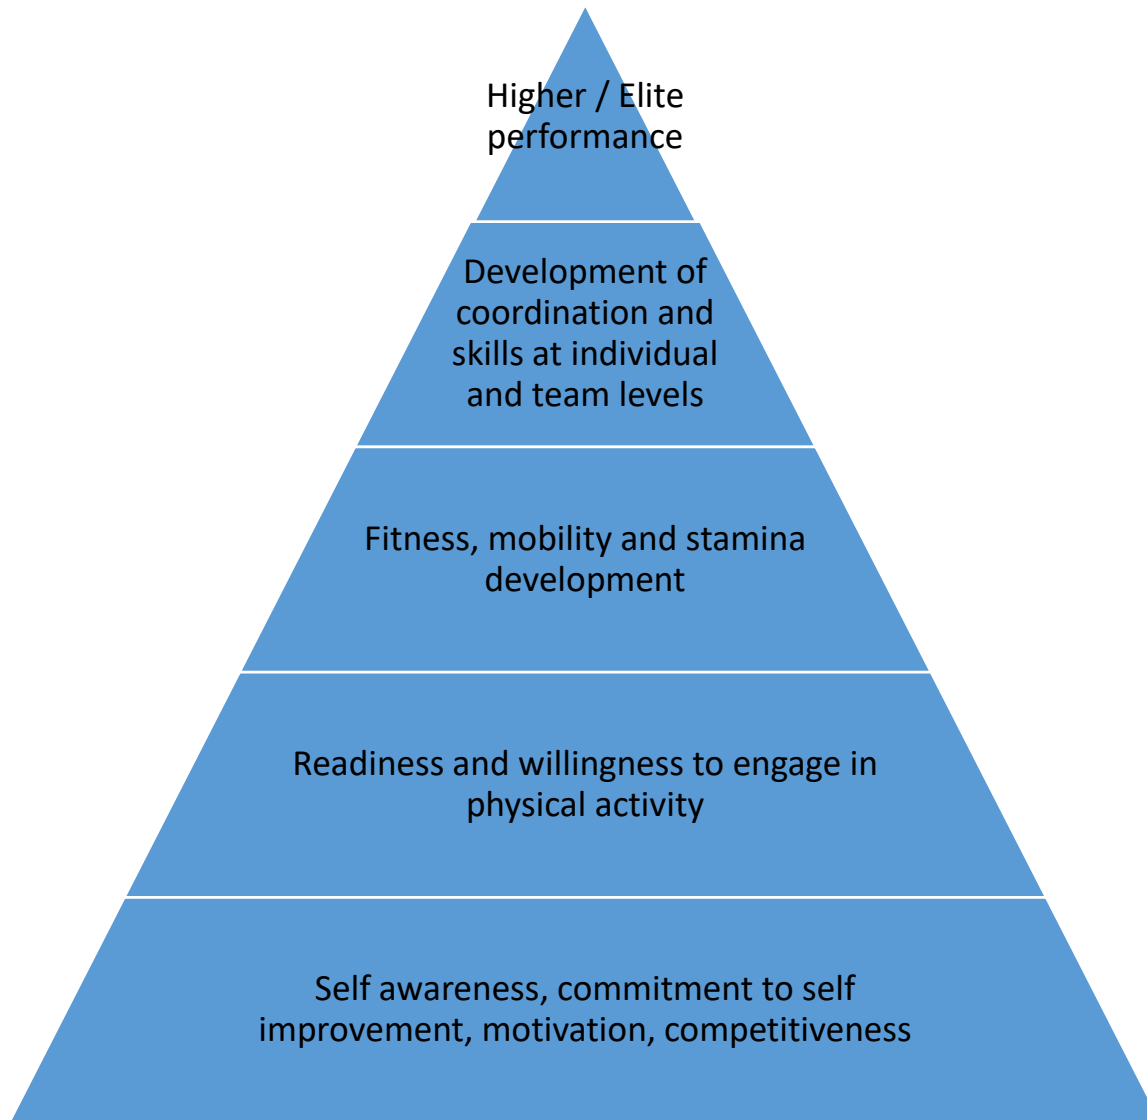 Higher / Elite
performance
Development of
coordination and
skills at individual
and team levels
Fitness, mobility and stamina
development
Readiness and willingness to engage in
physical activity
Self awareness, commitment to self
improvement, motivation, competitiveness